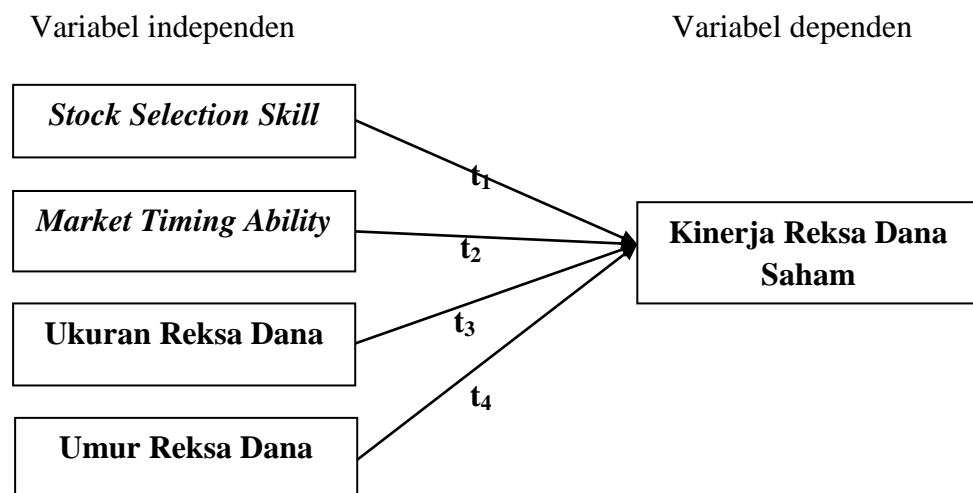 Variabel independen
Variabel dependen
Stock Selection Skill
t₁
Market Timing Ability
t₂
Kinerja Reksa Dana
Saham
Ukuran Reksa Dana
t₃
t₄
Umur Reksa Dana